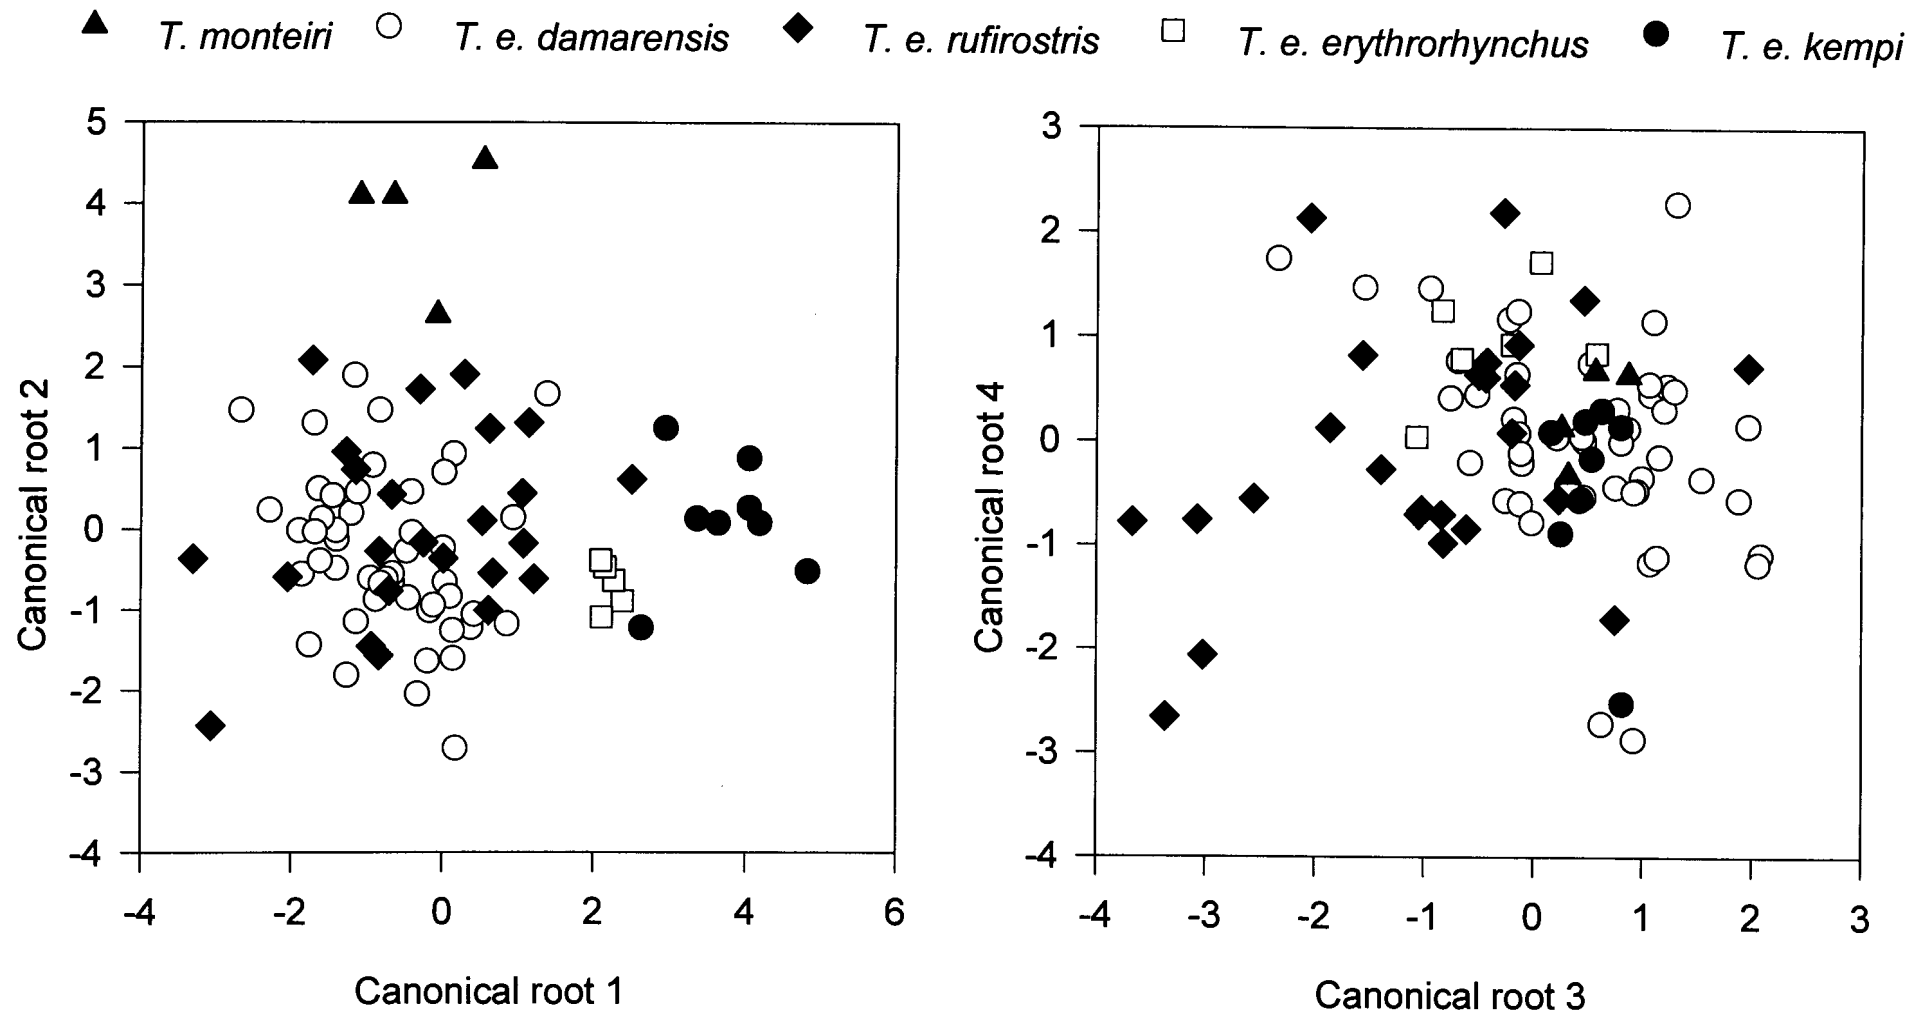 T. monteiri T. e. damarensis T. e. rufirostris T. e. erythrorhynchus T. e. kempi
5
4
3
2
1
0
-1
-2
-3
-4
Canonical root 2
-4 -2 0 2 4 6
Canonical root 1
3
2
1
0
-1
-2
-3
-4
Canonical root 4
-4 -3 -2 -1 0 1 2 3
Canonical root 3